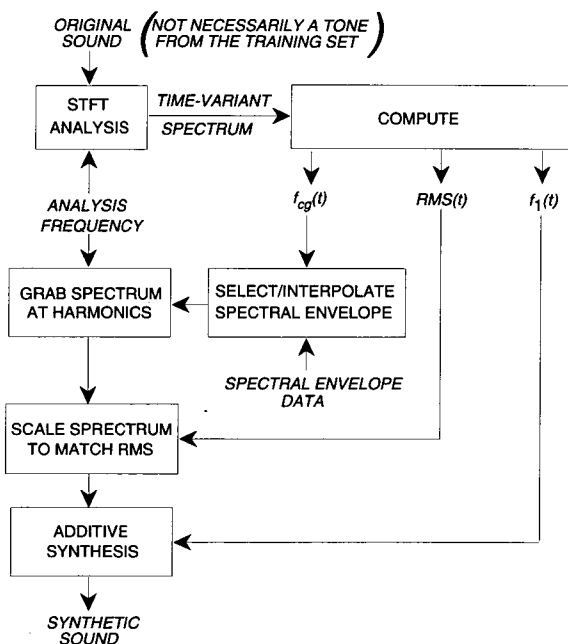 ORIGINAL SOUND (NOT NECESSARILY A TONE FROM THE TRAINING SET)
STFT
ANALYSIS
TIME-VARIANT
SPECTRUM
COMPUTE
fcg(t)
RMS(t)
f1(t)
ANALYSIS
FREQUENCY
GRAB SPECTRUM
AT HARMONICS
SELECT/INTERPOLATE
SPECTRAL ENVELOPE
SPECTRAL ENVELOPE
DATA
SCALE SPRECTRUM
TO MATCH RMS
ADDITIVE
SYNTHESIS
SYNTHETIC
SOUND